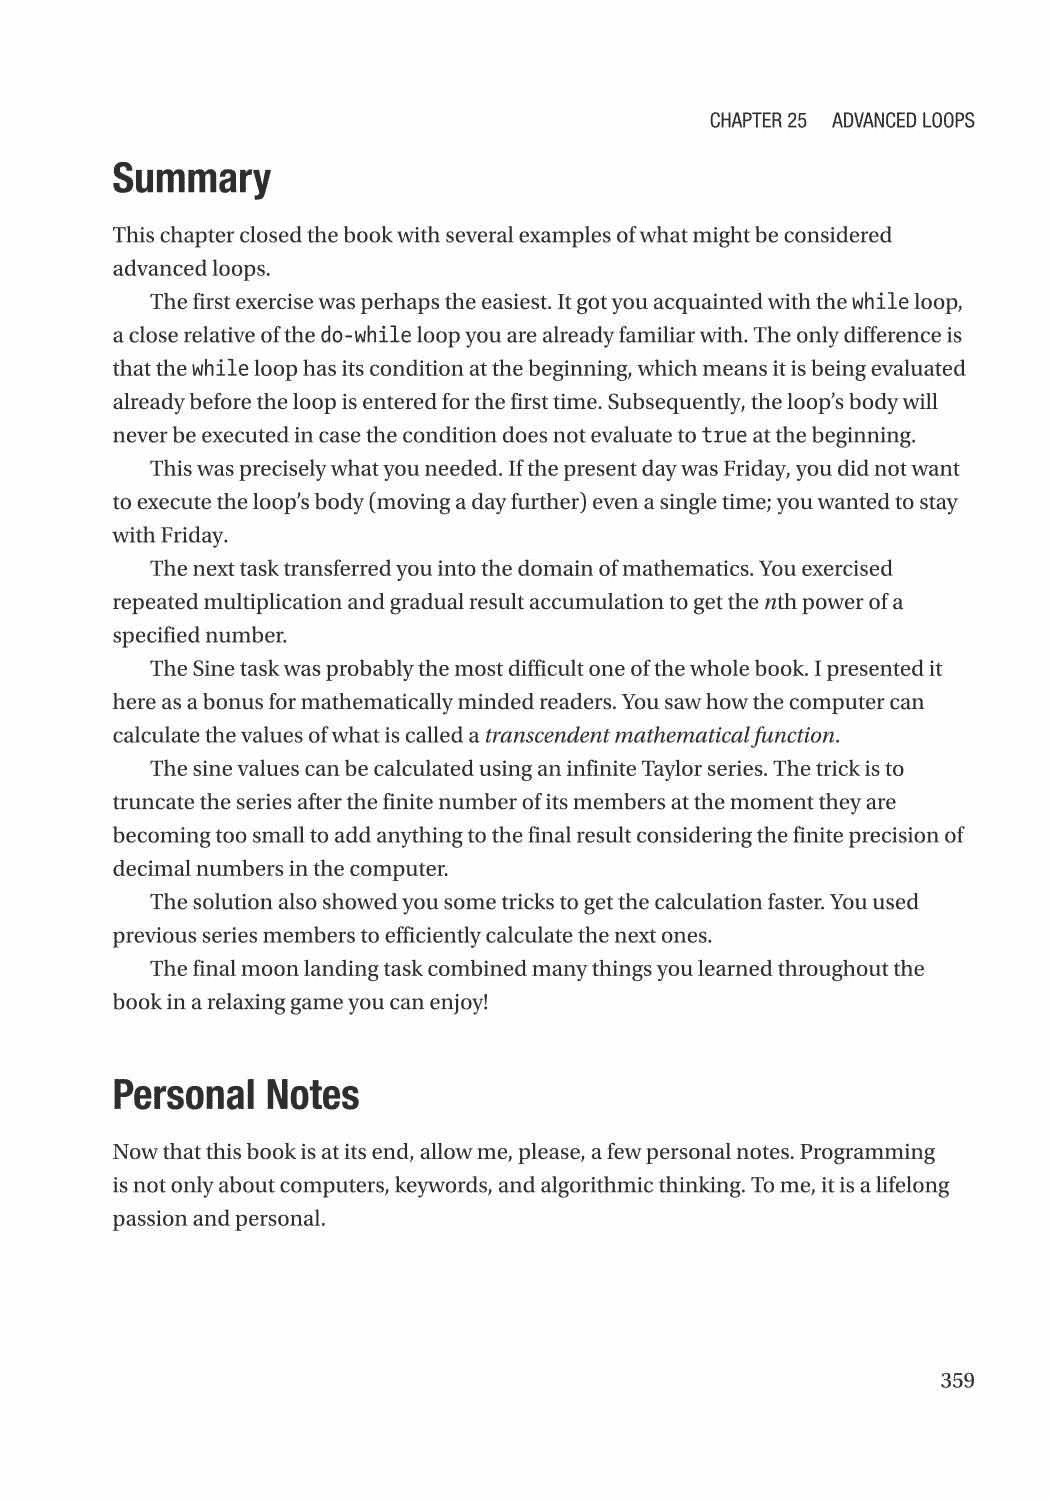 CHAPTER 25 ADVANCED LOOPS
Summary
This chapter closed the book with several examples of what might be considered
advanced loops.
The first exercise was perhaps the easiest. It got you acquainted with the while loop,
a close relative of the do-while loop you are already familiar with. The only difference is
that the while loop has its condition at the beginning, which means it is being evaluated
already before the loop is entered for the first time. Subsequently, the loop’s body will
never be executed in case the condition does not evaluate to true at the beginning.
This was precisely what you needed. If the present day was Friday, you did not want
to execute the loop’s body (moving a day further) even a single time; you wanted to stay
with Friday.
The next task transferred you into the domain of mathematics. You exercised
repeated multiplication and gradual result accumulation to get the nth power of a
specified number.
The Sine task was probably the most difficult one of the whole book. I presented it
here as a bonus for mathematically minded readers. You saw how the computer can
calculate the values of what is called a transcendent mathematical function.
The sine values can be calculated using an infinite Taylor series. The trick is to
truncate the series after the finite number of its members at the moment they are
becoming too small to add anything to the final result considering the finite precision of
decimal numbers in the computer.
The solution also showed you some tricks to get the calculation faster. You used
previous series members to efficiently calculate the next ones.
The final moon landing task combined many things you learned throughout the
book in a relaxing game you can enjoy!
Personal Notes
Now that this book is at its end, allow me, please, a few personal notes. Programming
is not only about computers, keywords, and algorithmic thinking. To me, it is a lifelong
passion and personal.
359